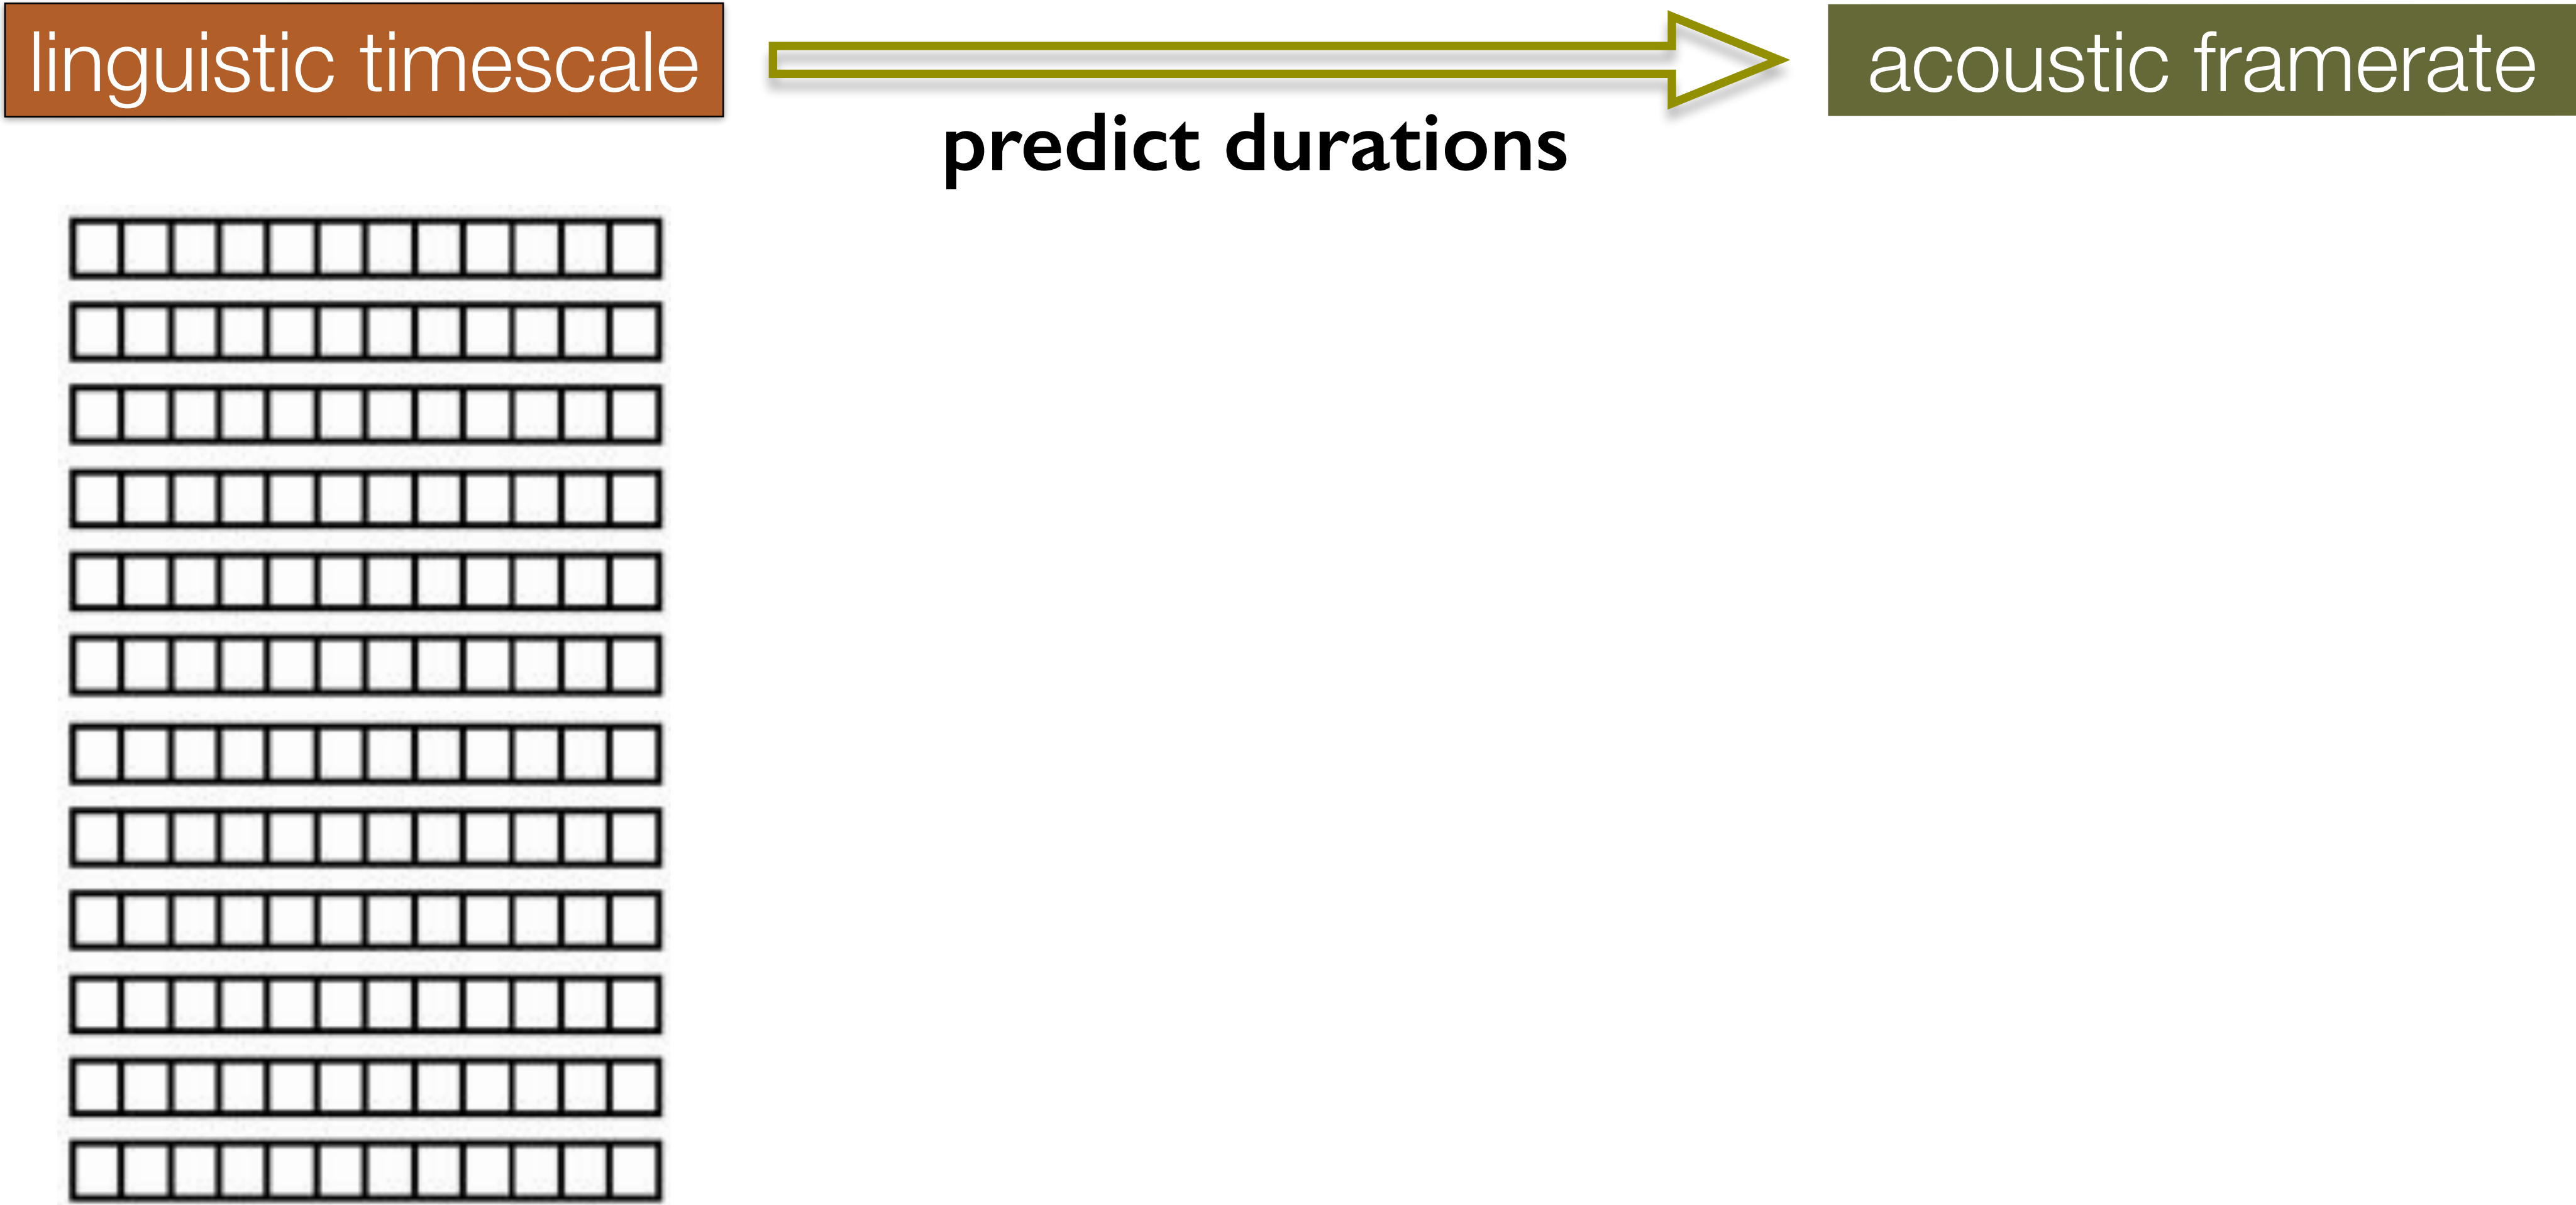 linguistic timescale
acoustic framerate
predict durations